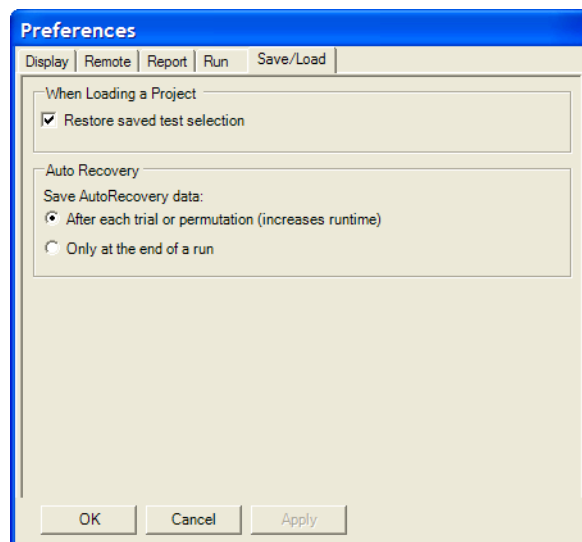 Preferences
Display Remote Report Run Save/Load
When Loading a Project
Restore saved test selection
Auto Recovery
Save AutoRecovery data:
After each trial or permutation (increases runtime)
Only at the end of a run
OK Cancel Apply